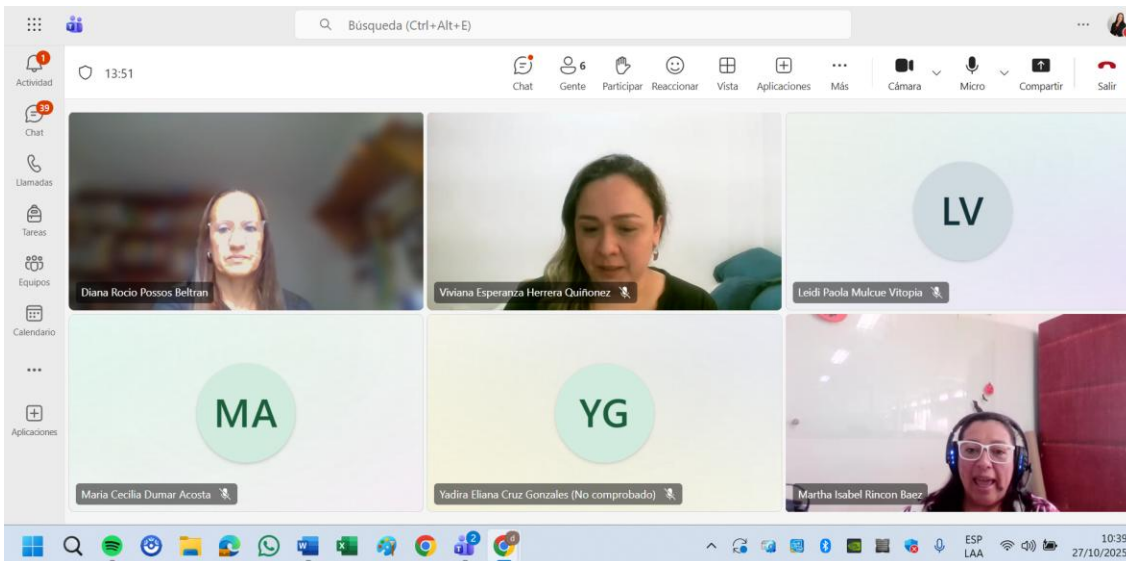 Búsqueda (Ctrl+Alt+E)
1
Actividad
13:51
Chat
6
Gente
Participar
Reaccionar
Vista
Aplicaciones
Más
Cámara
Micro
Compartir
Salir
39
Chat
Llamadas
Tareas
Equipos
Calendario
Aplicaciones
Diana Rocio Possos Beltran
Viviana Esperanza Herrera Quiñonez
LV
Leidi Paola Mulcue Vitopia
MA
Maria Cecilia Dumar Acosta
YG
Yadira Eliana Cruz Gonzales (No comprobado)
Martha Isabel Rincon Baez
2
d
ESP
LAA
10:39
27/10/2025